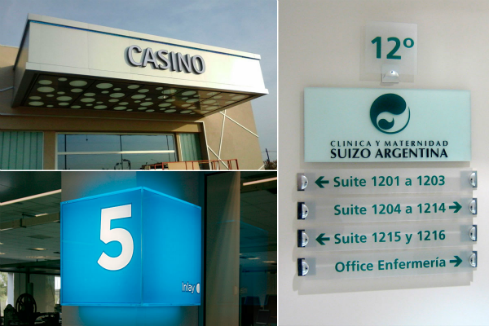 CASINO
5
inlay
12º
CLINICA Y MATERNIDAD
SUIZO ARGENTINA
← Suite 1201 a 1203
Suite 1204 a 1214 →
← Suite 1215 y 1216
Office Enfermería →